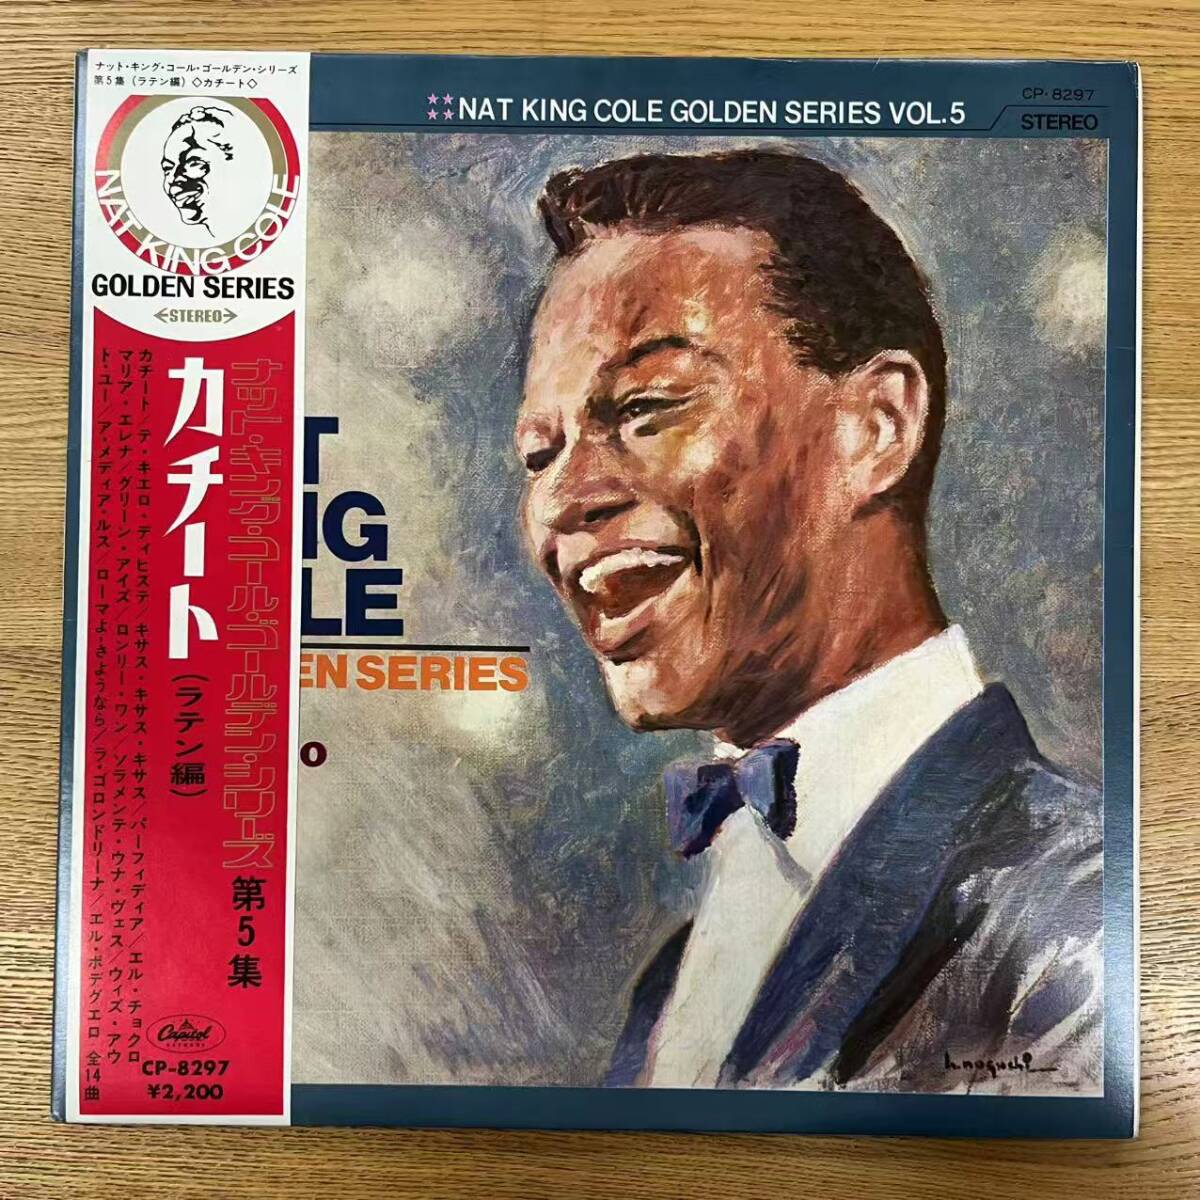 ナット・キング・コール・ゴールデン・シリーズ
第5集(ラテン編)◇カチート◇
NAT KING COLE
GOLDEN SERIES
STEREO
ナット・キング・コール・ゴールデン・シリーズ 第5集
カチート(ラテン編)
カチート/テ・キエロ・ディヒステ/キサス・キサス・キサス/パーフィディア/エル・チョクロ
マリア・エレナ/グリーン・アイズ/ロンリー・ワン/ソラメンテ・ウナ・ヴェス/ウィズ・アウ
ト・ユー/ア・メディア・ルス/ローマよ・さようなら/ラ・ゴロンドリーナ/エル・ボデグエロ 全14曲
Capitol
RECORDS
CP-8297
¥2,200
NAT KING COLE GOLDEN SERIES VOL.5
CP・8297
STEREO
T
NG
LE
EN SERIES
o
h.noguchi